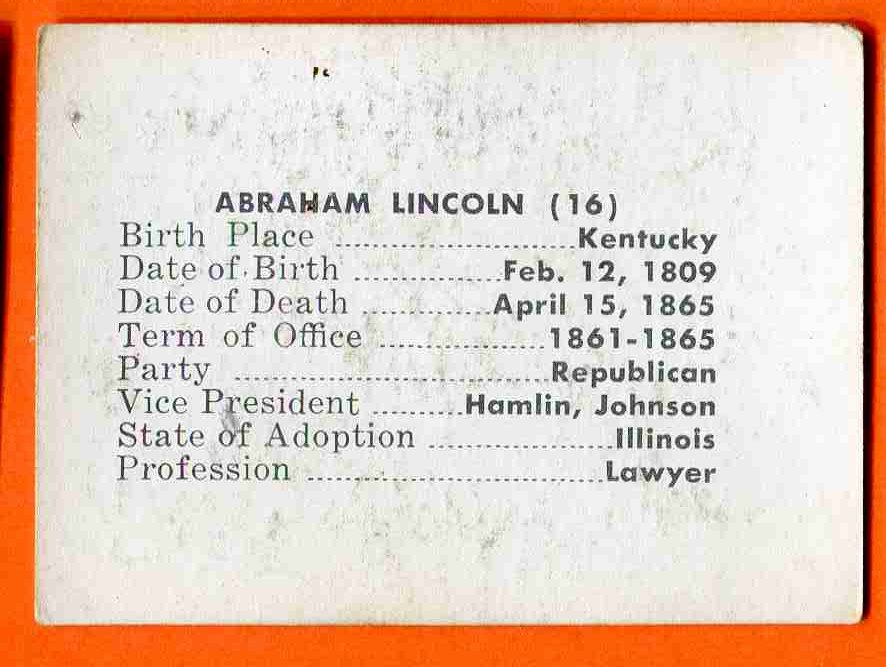 ABRAHAM LINCOLN (16)
Birth Place ..........................Kentucky
Date of Birth ................Feb. 12, 1809
Date of Death ..............April 15, 1865
Term of Office ..................1861-1865
Party ..................................Republican
Vice President ..........Hamlin, Johnson
State of Adoption ....................Illinois
Profession ................................Lawyer